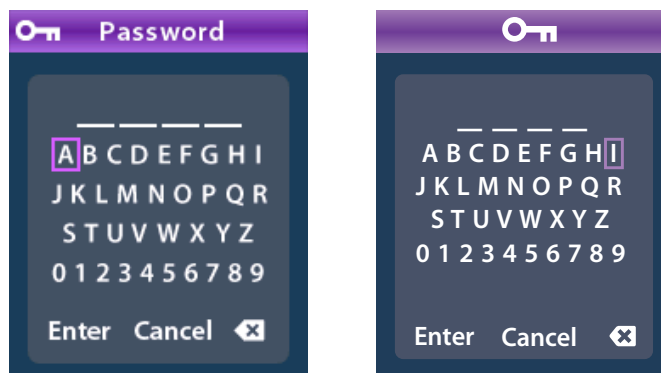 Password
A B C D E F G H I
J K L M N O P Q R
S T U V W X Y Z
0 1 2 3 4 5 6 7 8 9
Enter Cancel
A B C D E F G H I
J K L M N O P Q R
S T U V W X Y Z
0 1 2 3 4 5 6 7 8 9
Enter Cancel